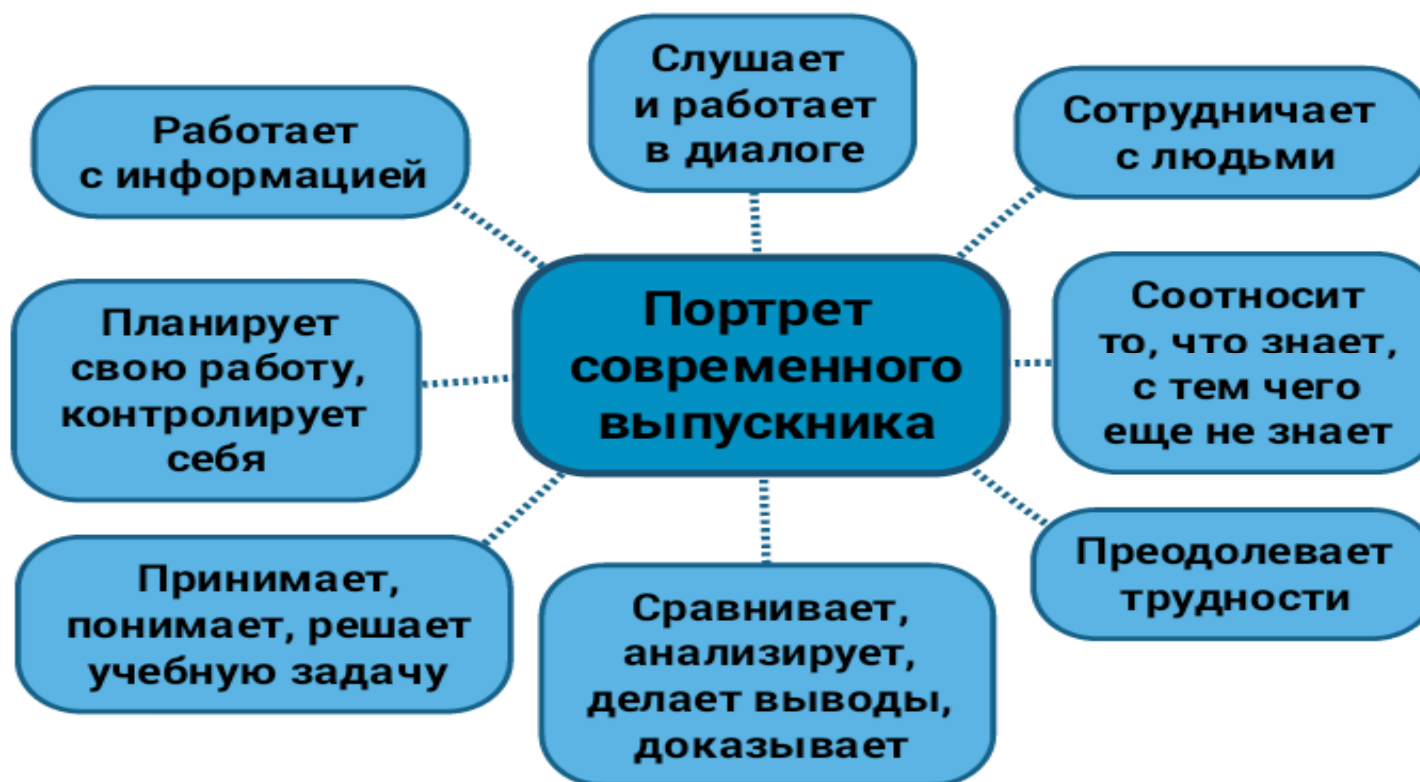 Слушает
и работает
в диалоге
Работает
с информацией
Сотрудничает
с людьми
Портрет
современного
выпускника
Планирует
свою работу,
контролирует
себя
Соотносит
то, что знает,
с тем чего
еще не знает
Принимает,
понимает, решает
учебную задачу
Сравнивает,
анализирует,
делает выводы,
доказывает
Преодолевает
трудности